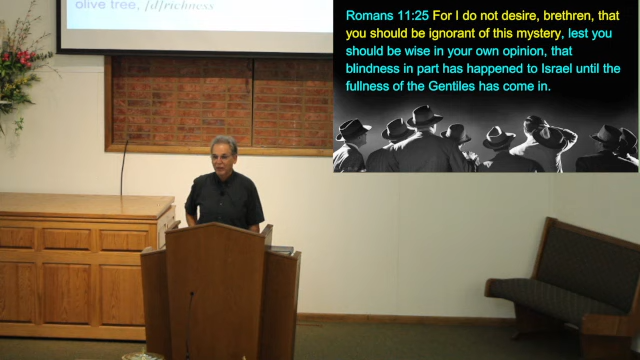 olive tree, [d]richness
Romans 11:25 For I do not desire, brethren, that
you should be ignorant of this mystery, lest you
should be wise in your own opinion, that
blindness in part has happened to Israel until the
fullness of the Gentiles has come in.